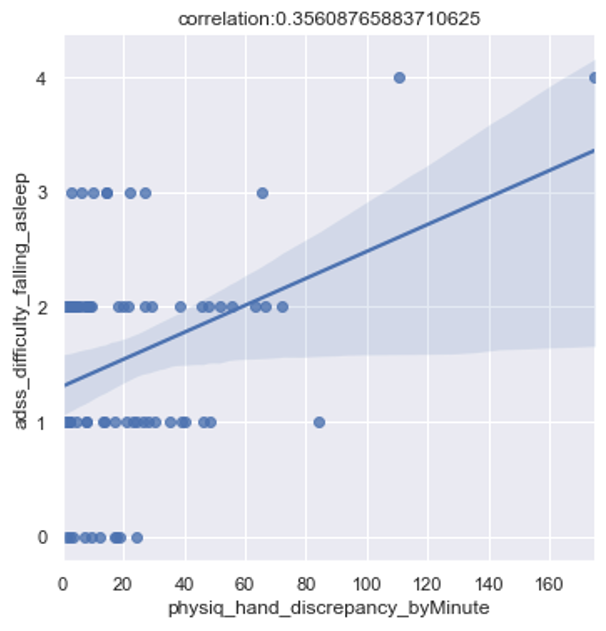 correlation:0.35608765883710625
adss_difficulty_falling_asleep
4
3
2
1
0
0 20 40 60 80 100 120 140 160
physiq_hand_discrepancy_byMinute